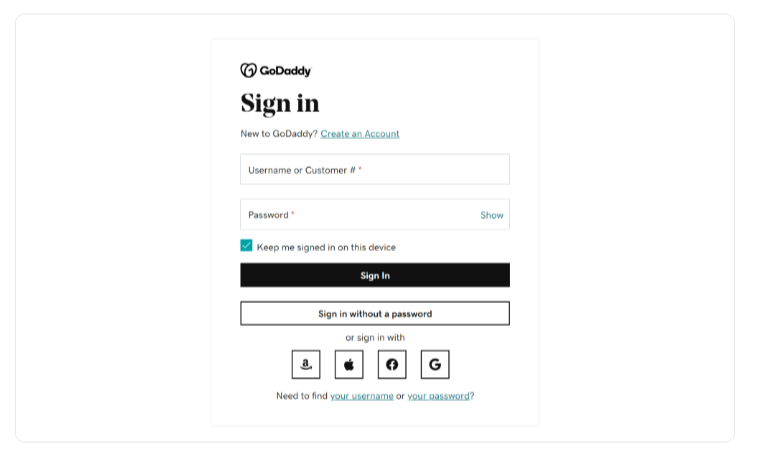 GoDaddy
Sign in
New to GoDaddy? Create an Account
Username or Customer # *
Password *
Show
Keep me signed in on this device
Sign In
Sign in without a password
or sign in with
Need to find your username or your password?